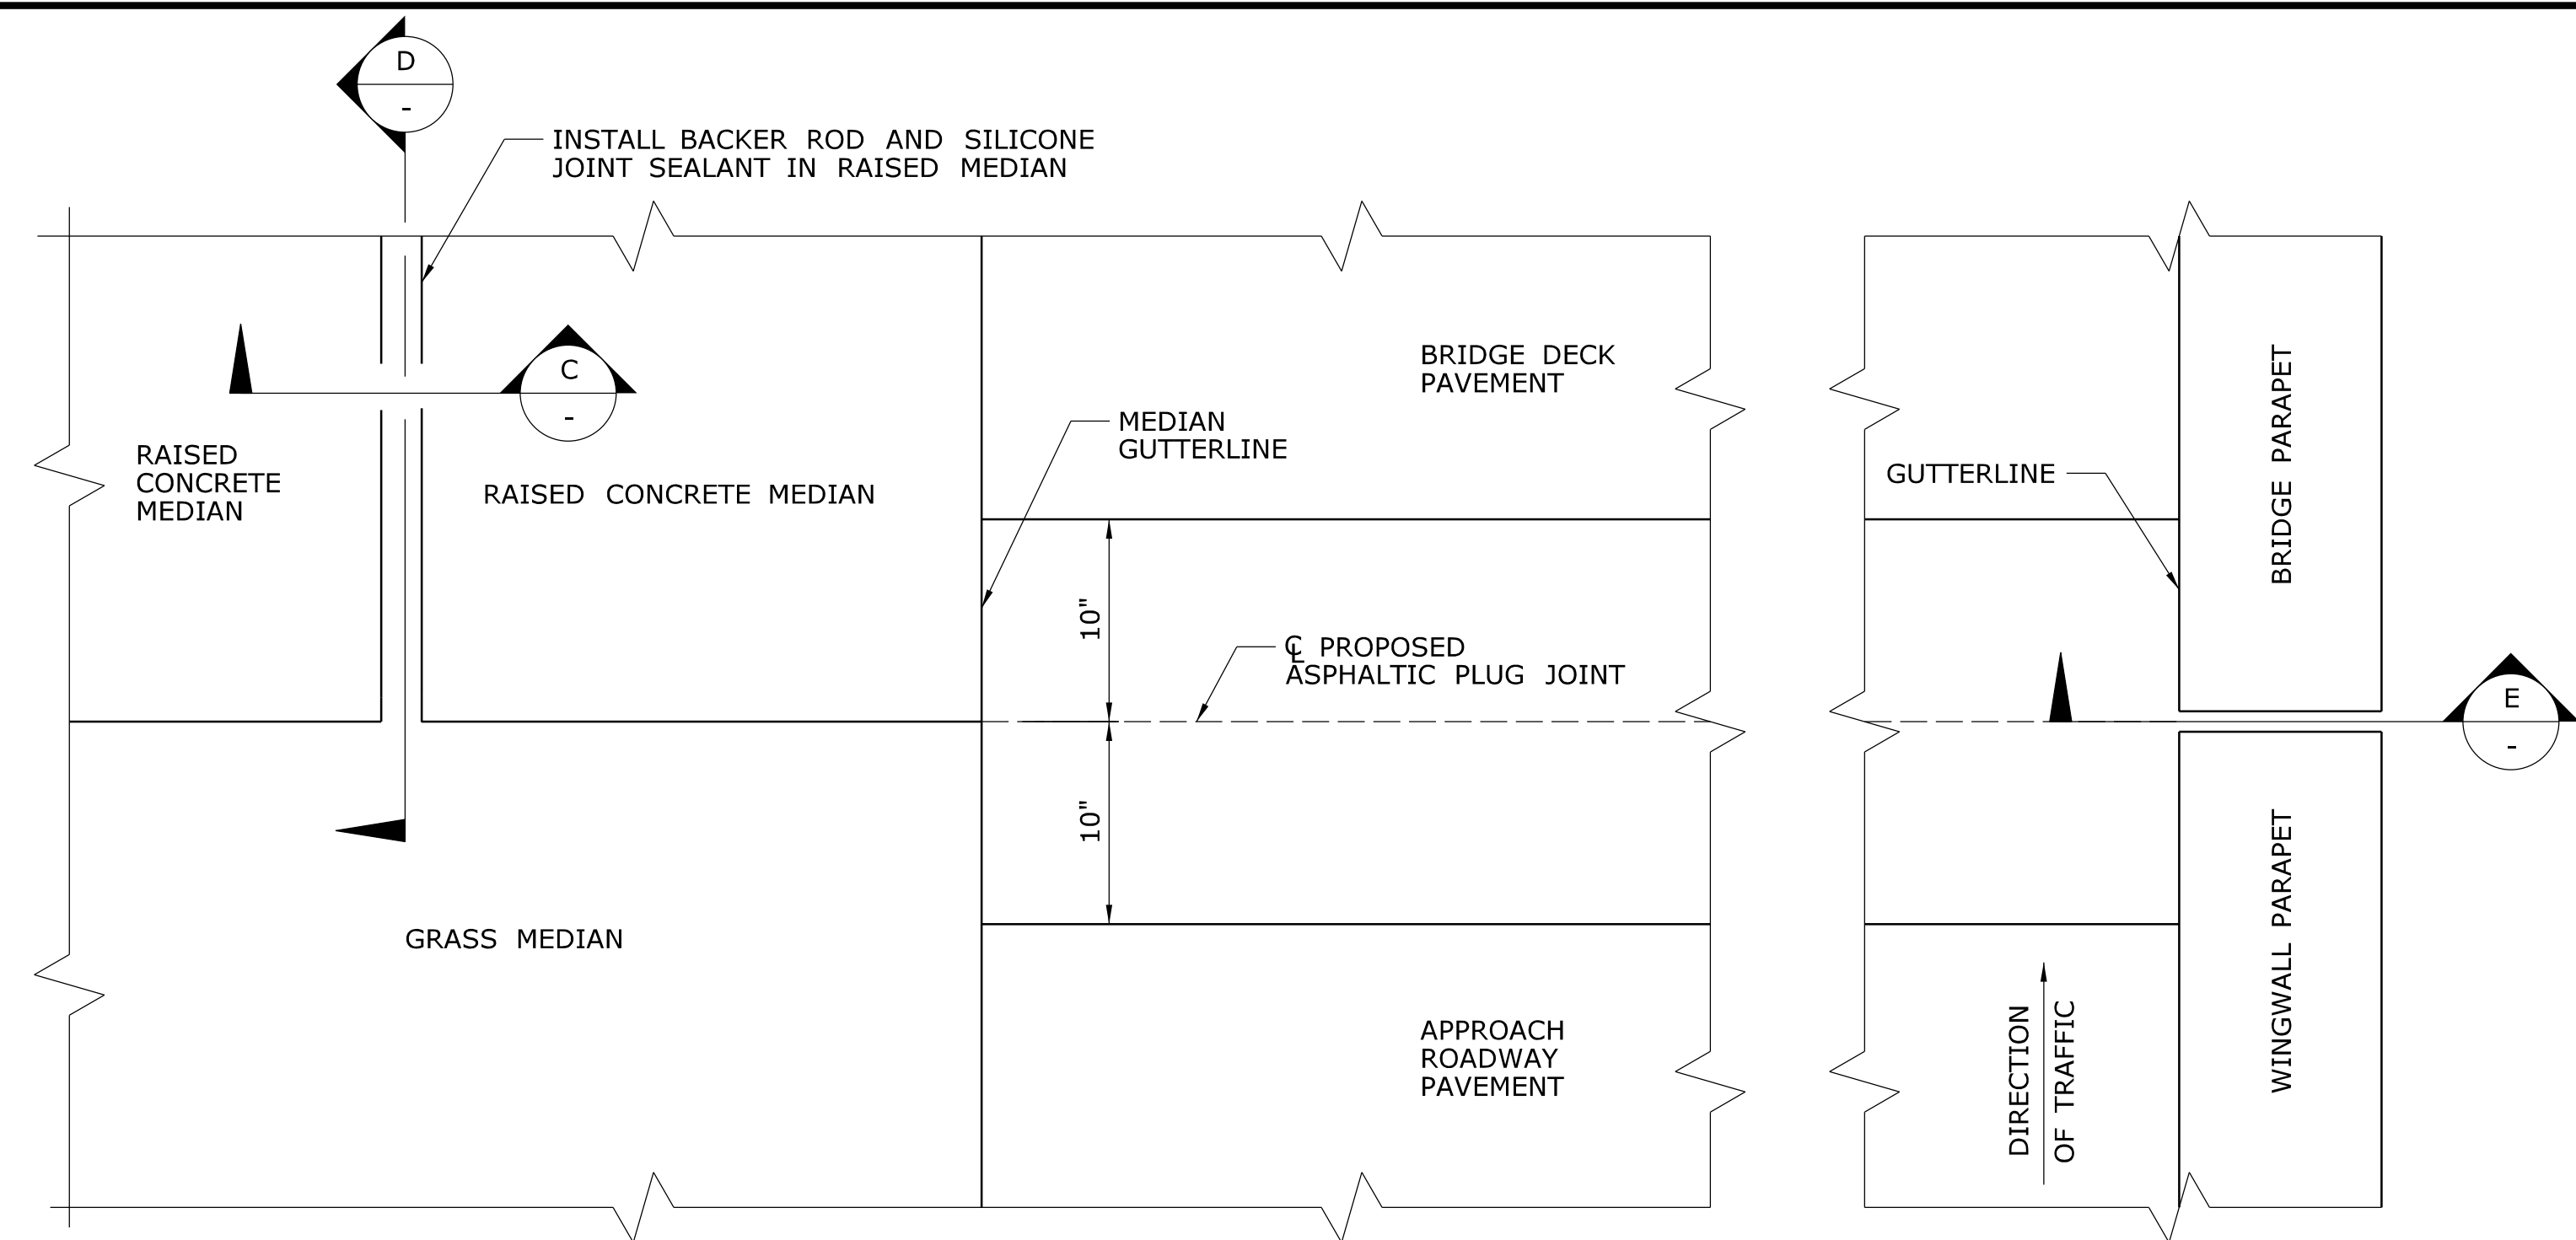 D
-
INSTALL BACKER ROD AND SILICONE
JOINT SEALANT IN RAISED MEDIAN
C
-
RAISED
CONCRETE
MEDIAN
RAISED CONCRETE MEDIAN
MEDIAN
GUTTERLINE
BRIDGE DECK
PAVEMENT
GUTTERLINE
BRIDGE PARAPET
10"
℄ PROPOSED
ASPHALTIC PLUG JOINT
E
-
10"
GRASS MEDIAN
APPROACH
ROADWAY
PAVEMENT
DIRECTION
OF TRAFFIC
WINGWALL PARAPET